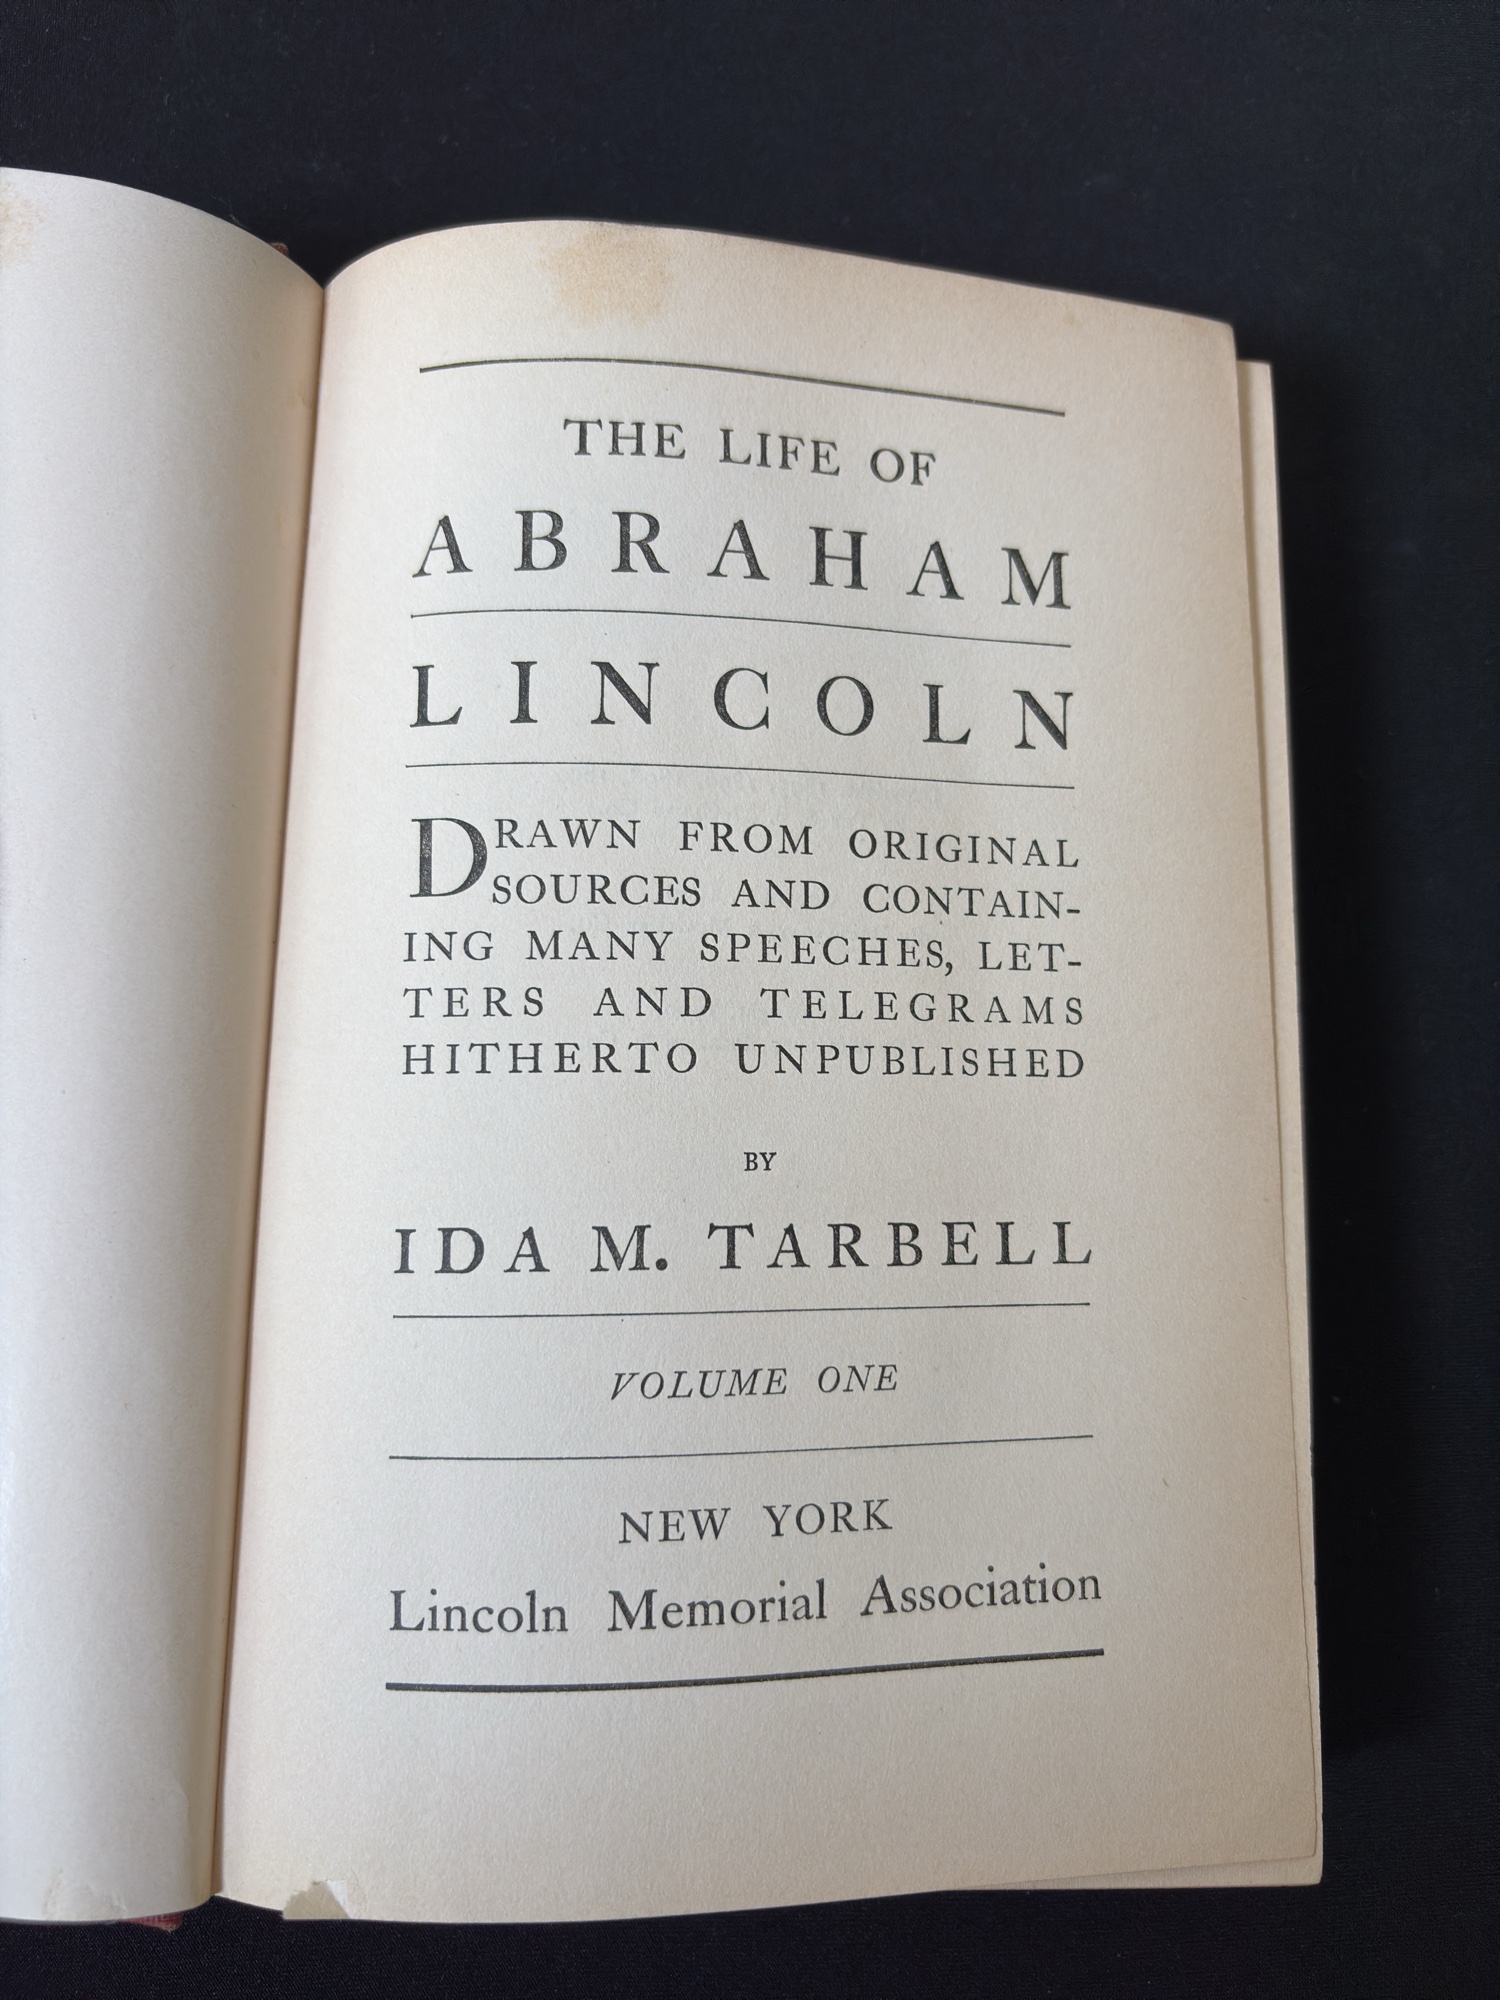 THE LIFE OF
ABRAHAM
LINCOLN
DRAWN FROM ORIGINAL
SOURCES AND CONTAIN-
ING MANY SPEECHES, LET-
TERS AND TELEGRAMS
HITHERTO UNPUBLISHED
BY
IDA M. TARBELL
VOLUME ONE
NEW YORK
Lincoln Memorial Association